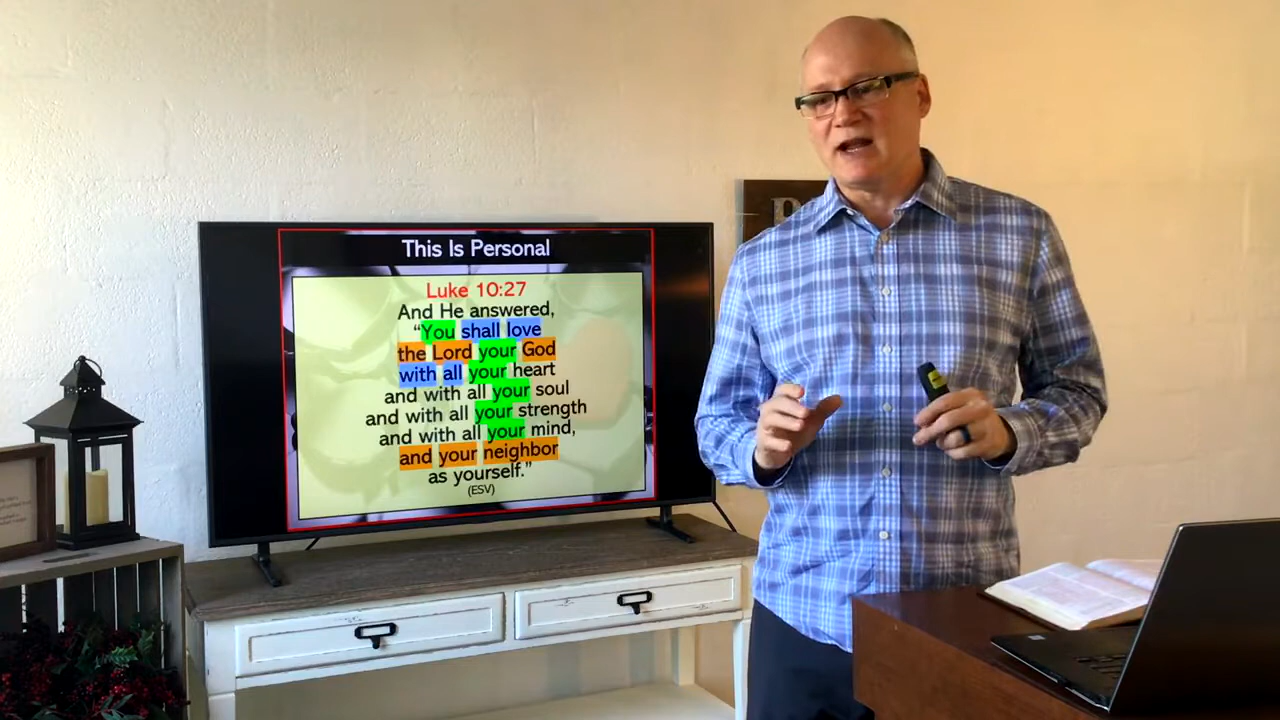 This Is Personal
Luke 10:27
And He answered,
“You shall love
the Lord your God
with all your heart
and with all your soul
and with all your strength
and with all your mind,
and your neighbor
as yourself.”
(ESV)